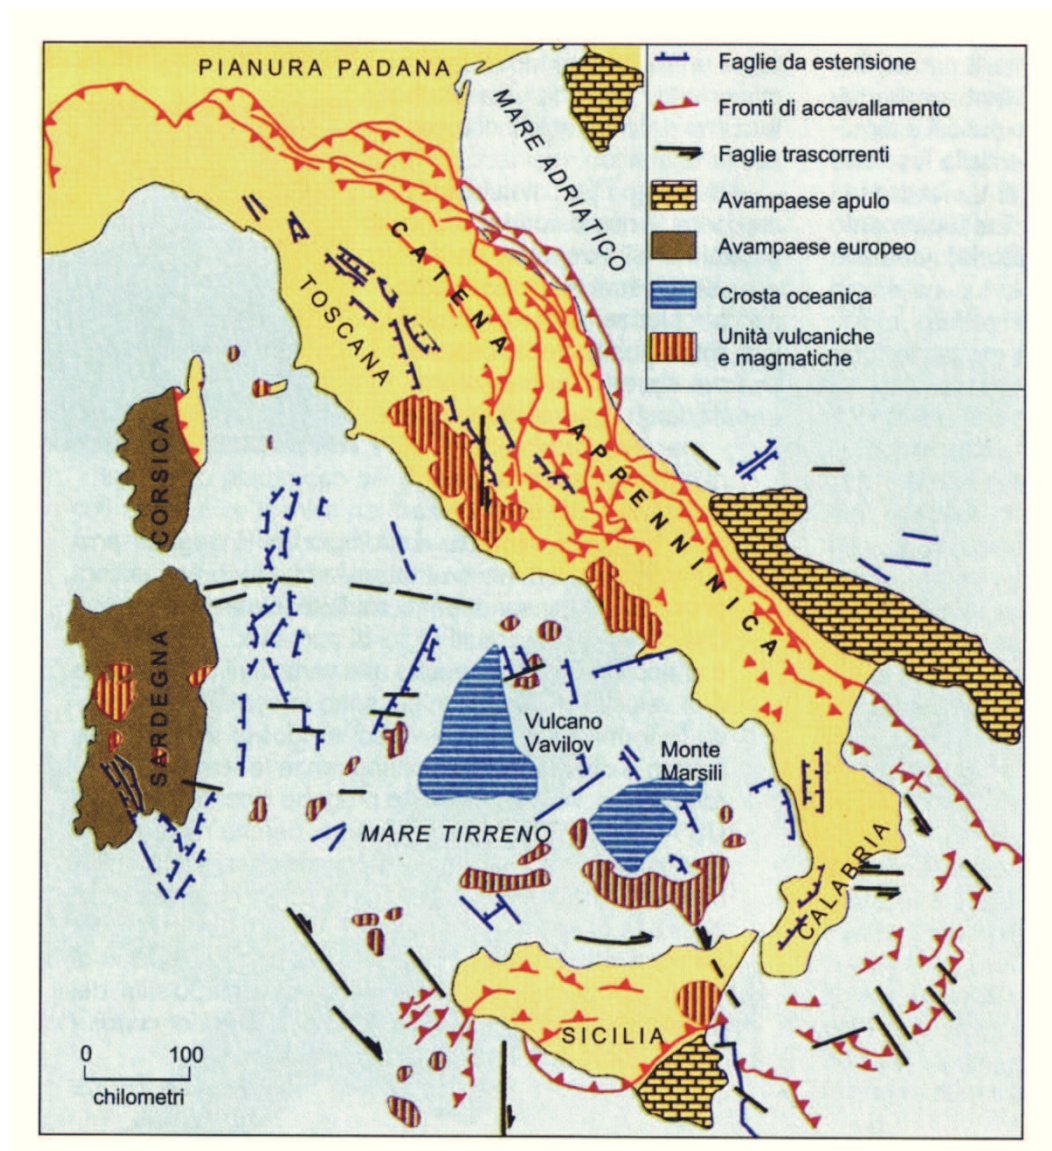 PIANURA PADANA
MARE ADRIATICO
Faglie da estensione
Fronti di accavallamento
Faglie trascorrenti
Avampaese apulo
Avampaese europeo
Crosta oceanica
Unità vulcaniche
e magmatiche
CATENA APPENNINICA
TOSCANA
CORSICA
SARDEGNA
Vulcano
Vavilov
Monte
Marsili
MARE TIRRENO
CALABRIA
SICILIA
0 100
chilometri